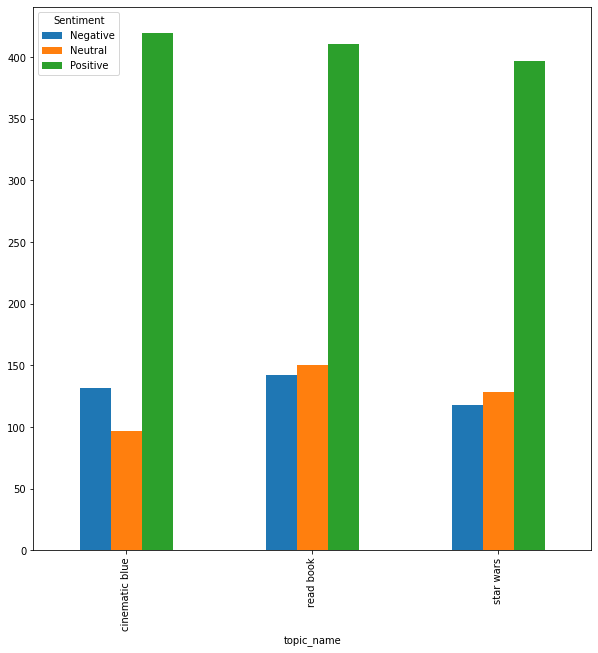 Sentiment
Negative
Neutral
Positive
400
350
300
250
200
150
100
50
0
cinematic blue
read book
star wars
topic_name